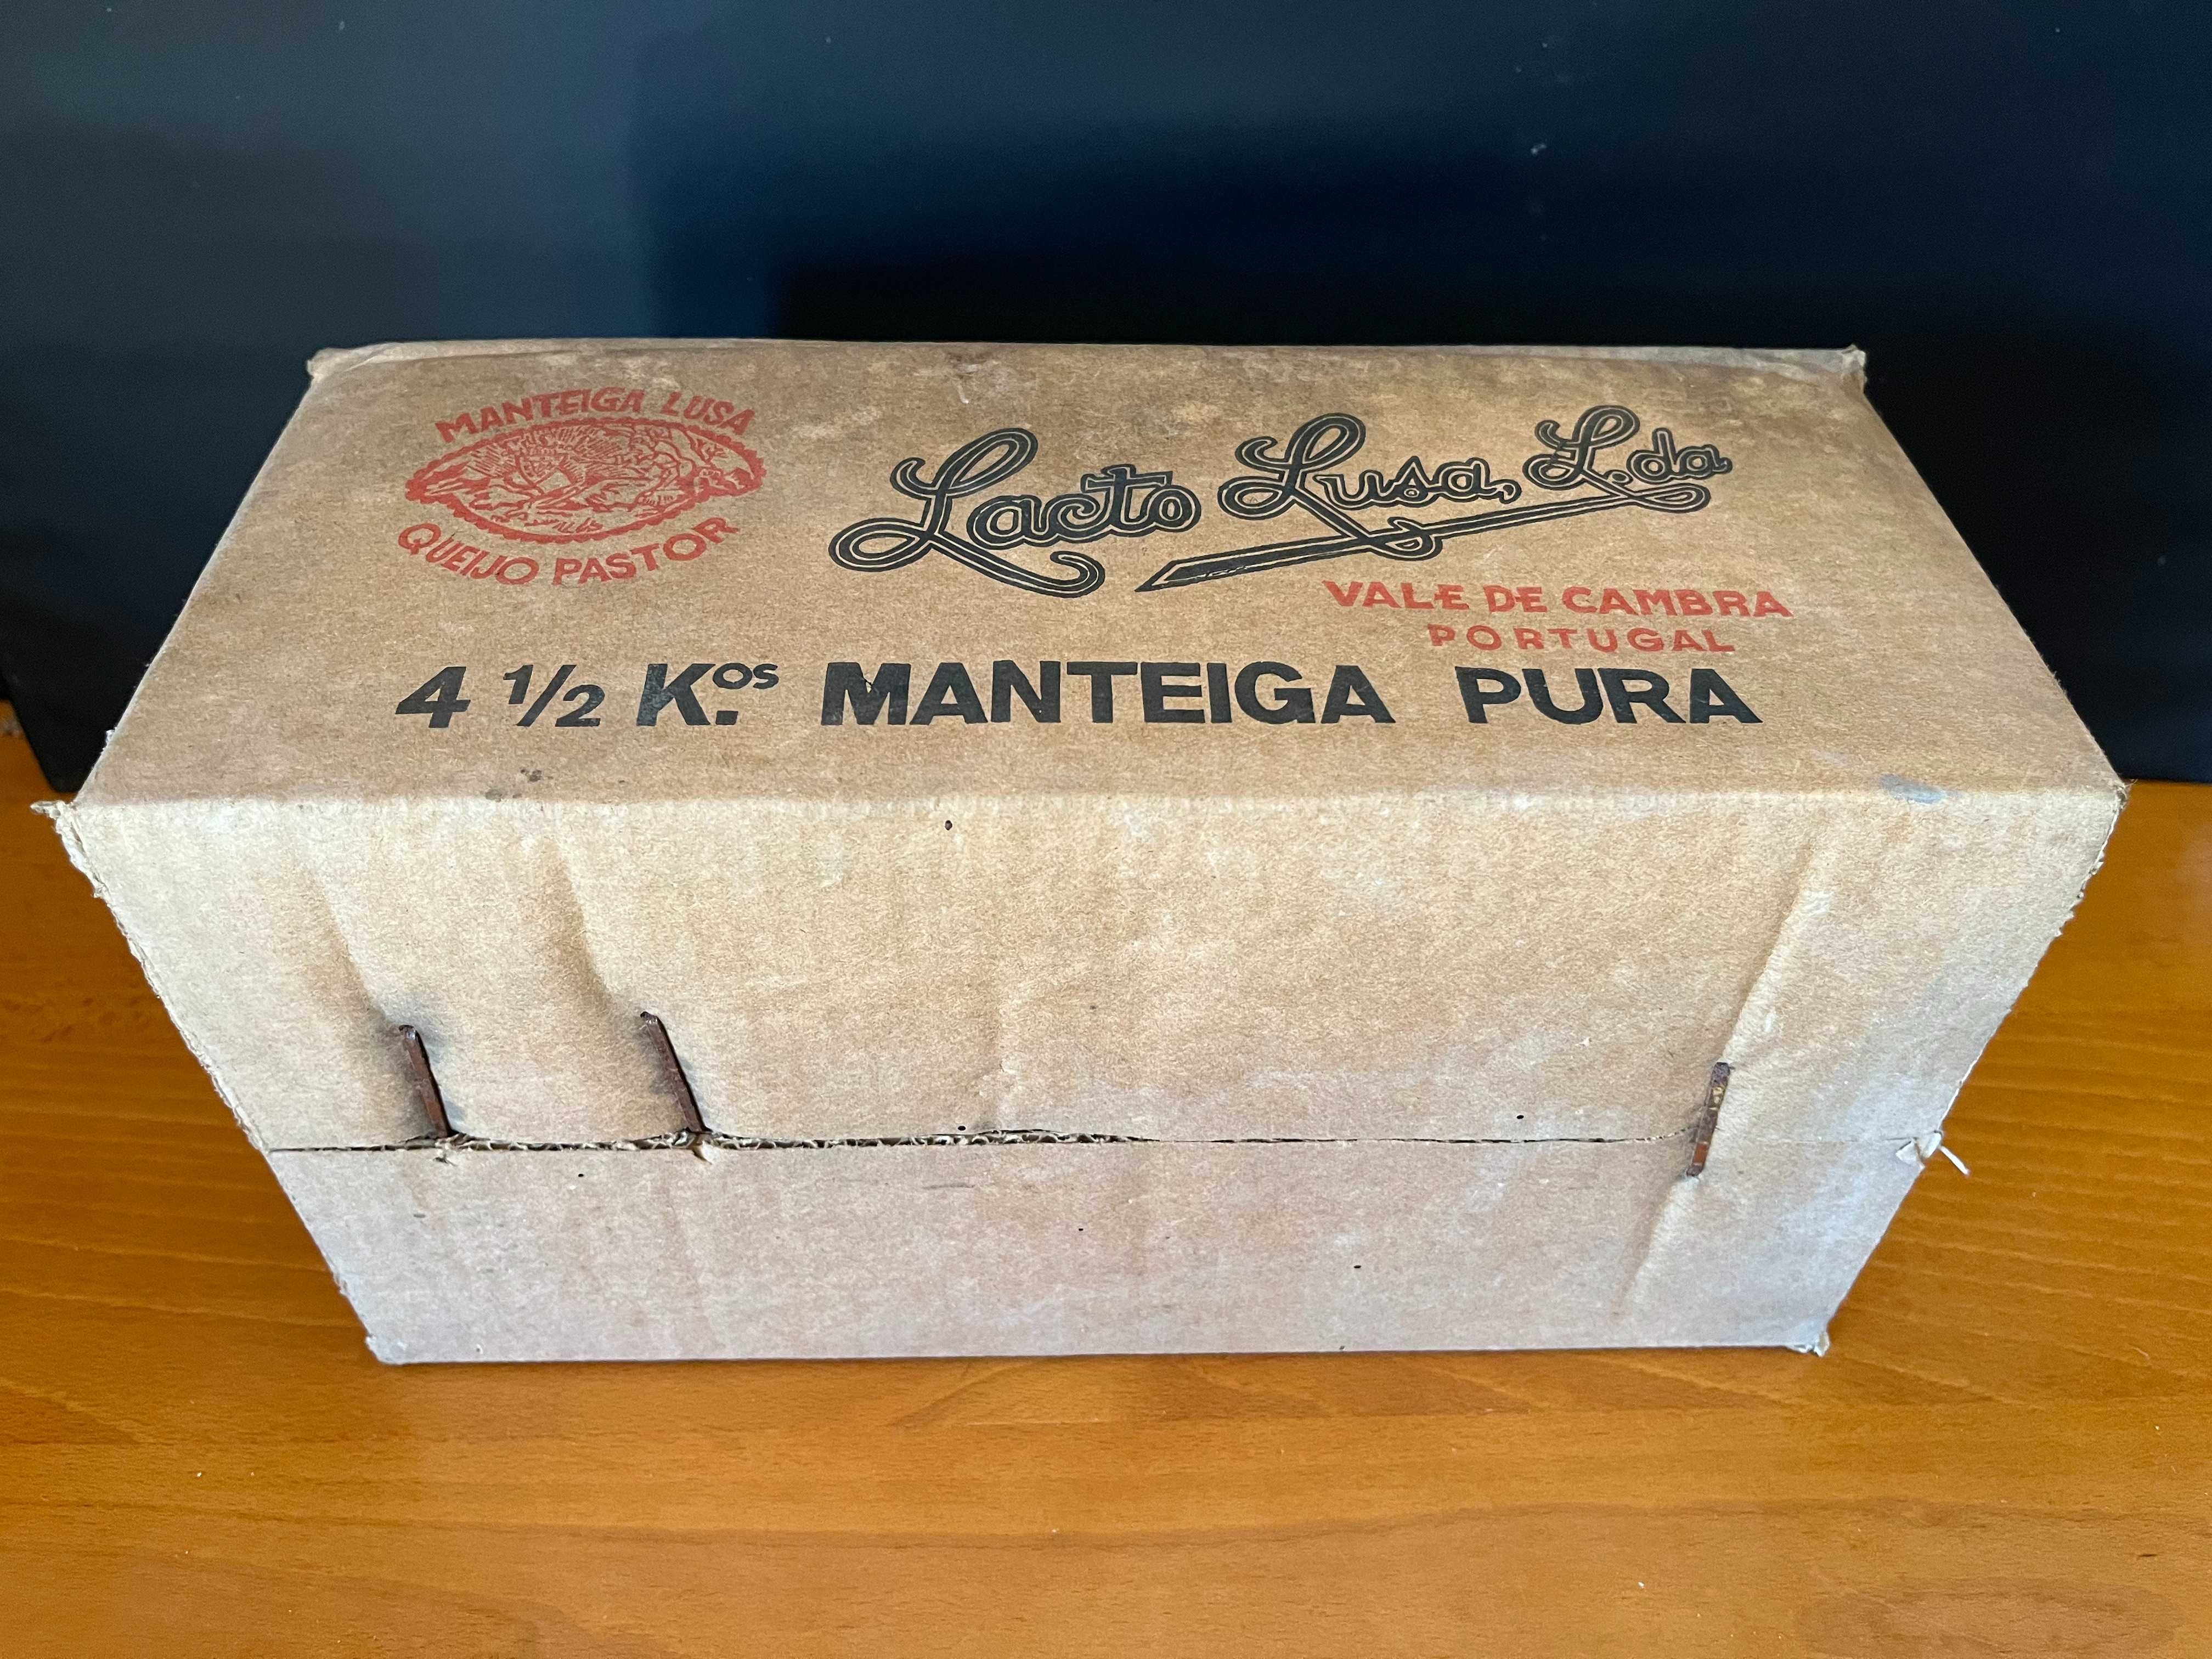 MANTEIGA LUSA
QUEIJO PASTOR
Lacto Lusa, L.da
VALE DE CAMBRA
PORTUGAL
4 1/2 K.os MANTEIGA PURA